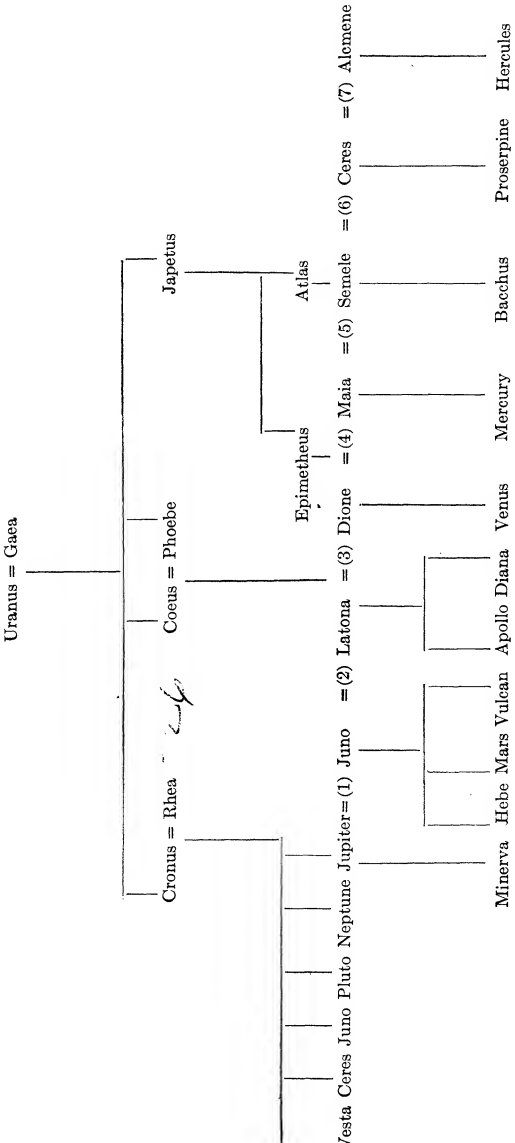 Uranus = Gaea
Cronus = Rhea Coeus = Phoebe Japetus
Epimetheus Atlas
Vesta Ceres Juno Pluto Neptune Jupiter = (1) Juno = (2) Latona = (3) Dione = (4) Maia = (5) Semele = (6) Ceres = (7) Alcmene
Minerva Hebe Mars Vulcan Apollo Diana Venus Mercury Bacchus Proserpine Hercules